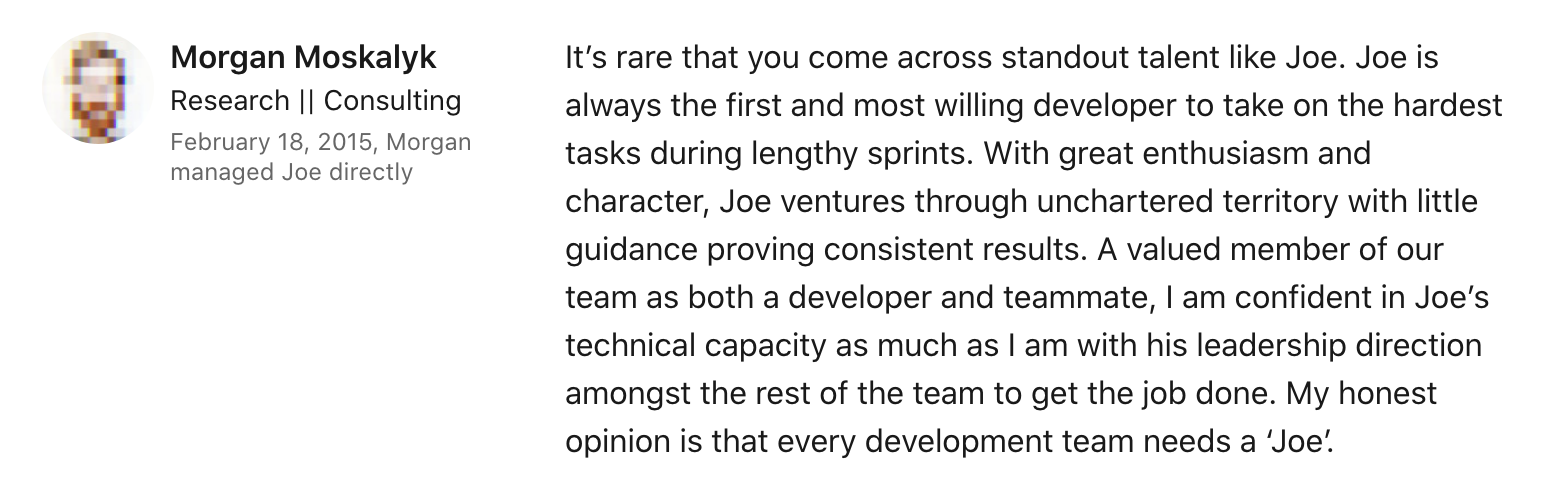 Morgan Moskalyk
Research || Consulting
February 18, 2015, Morgan
managed Joe directly
It’s rare that you come across standout talent like Joe. Joe is
always the first and most willing developer to take on the hardest
tasks during lengthy sprints. With great enthusiasm and
character, Joe ventures through unchartered territory with little
guidance proving consistent results. A valued member of our
team as both a developer and teammate, I am confident in Joe’s
technical capacity as much as I am with his leadership direction
amongst the rest of the team to get the job done. My honest
opinion is that every development team needs a ‘Joe’.